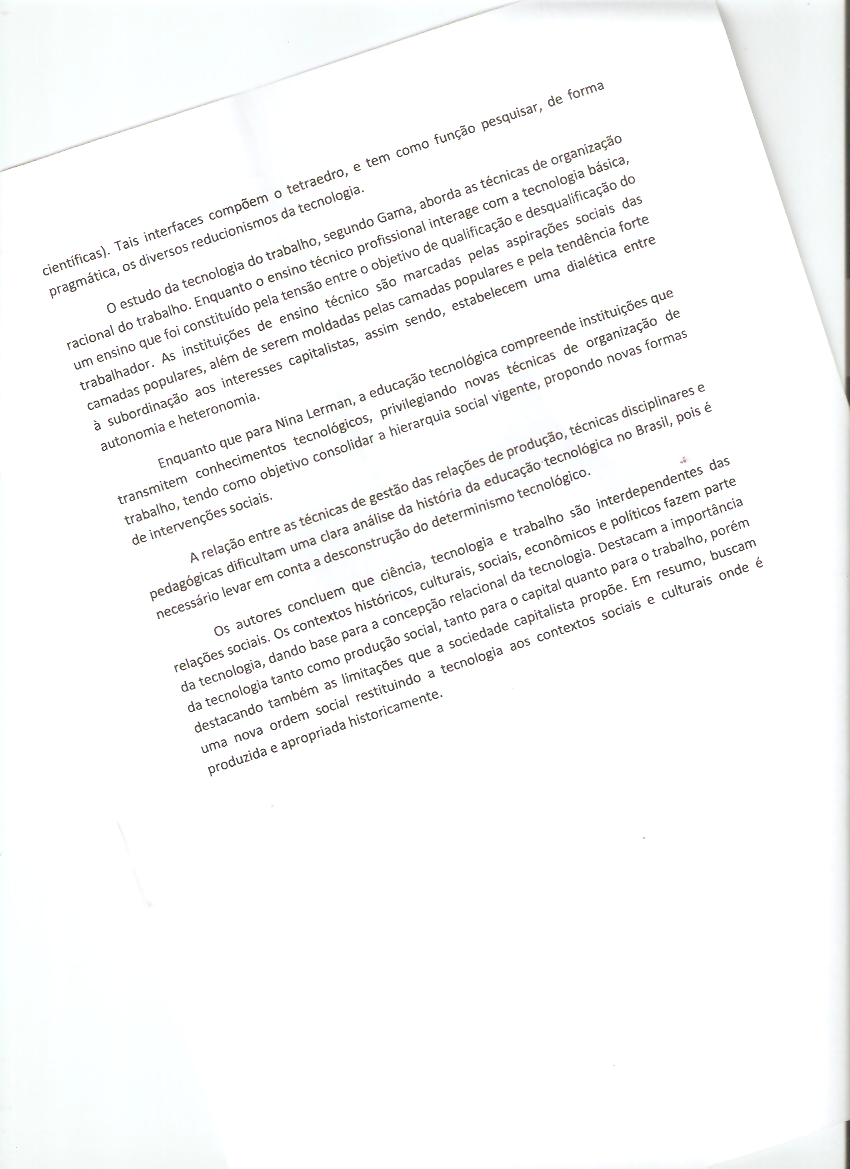 científicas). Tais interfaces compõem o tetraedro, e tem como função pesquisar, de forma
pragmática, os diversos reducionismos da tecnologia.
O estudo da tecnologia do trabalho, segundo Gama, aborda as técnicas de organização
racional do trabalho. Enquanto o ensino técnico profissional interage com a tecnologia básica,
um ensino que foi constituído pela tensão entre o objetivo de qualificação e desqualificação do
trabalhador. As instituições de ensino técnico são marcadas pelas aspirações sociais das
camadas populares, além de serem moldadas pelas camadas populares e pela tendência forte
à subordinação aos interesses capitalistas, assim sendo, estabelecem uma dialética entre
autonomia e heteronomia.
Enquanto que para Nina Lerman, a educação tecnológica compreende instituições que
transmitem conhecimentos tecnológicos, privilegiando novas técnicas de organização de
trabalho, tendo como objetivo consolidar a hierarquia social vigente, propondo novas formas
de intervenções sociais.
A relação entre as técnicas de gestão das relações de produção, técnicas disciplinares e
pedagógicas dificultam uma clara análise da história da educação tecnológica no Brasil, pois é
necessário levar em conta a desconstrução do determinismo tecnológico.
Os autores concluem que ciência, tecnologia e trabalho são interdependentes das
relações sociais. Os contextos históricos, culturais, sociais, econômicos e políticos fazem parte
da tecnologia, dando base para a concepção relacional da tecnologia. Destacam a importância
da tecnologia tanto como produção social, tanto para o capital quanto para o trabalho, porém
destacando também as limitações que a sociedade capitalista propõe. Em resumo, buscam
uma nova ordem social restituindo a tecnologia aos contextos sociais e culturais onde é
produzida e apropriada historicamente.